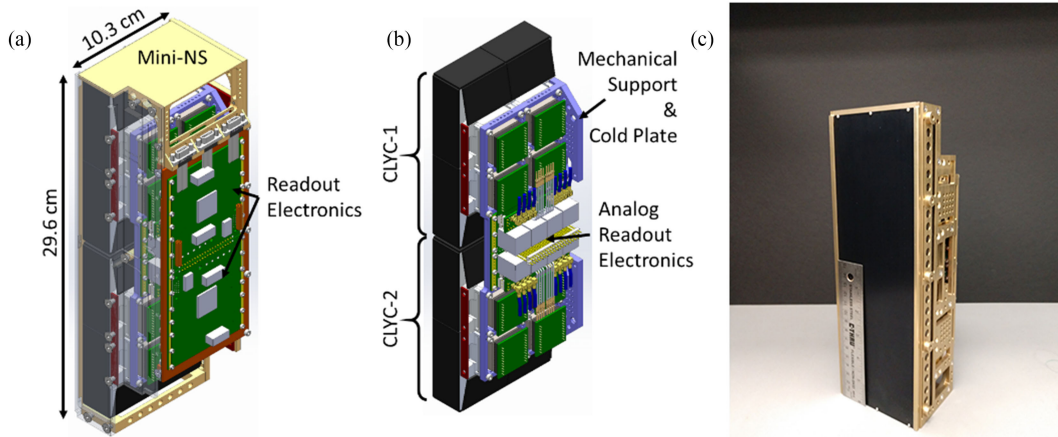 (a)
10.3 cm
Mini-NS
29.6 cm
Readout
Electronics
(b)
CLYC-1
CLYC-2
Mechanical
Support
&
Cold Plate
Analog
Readout
Electronics
(c)